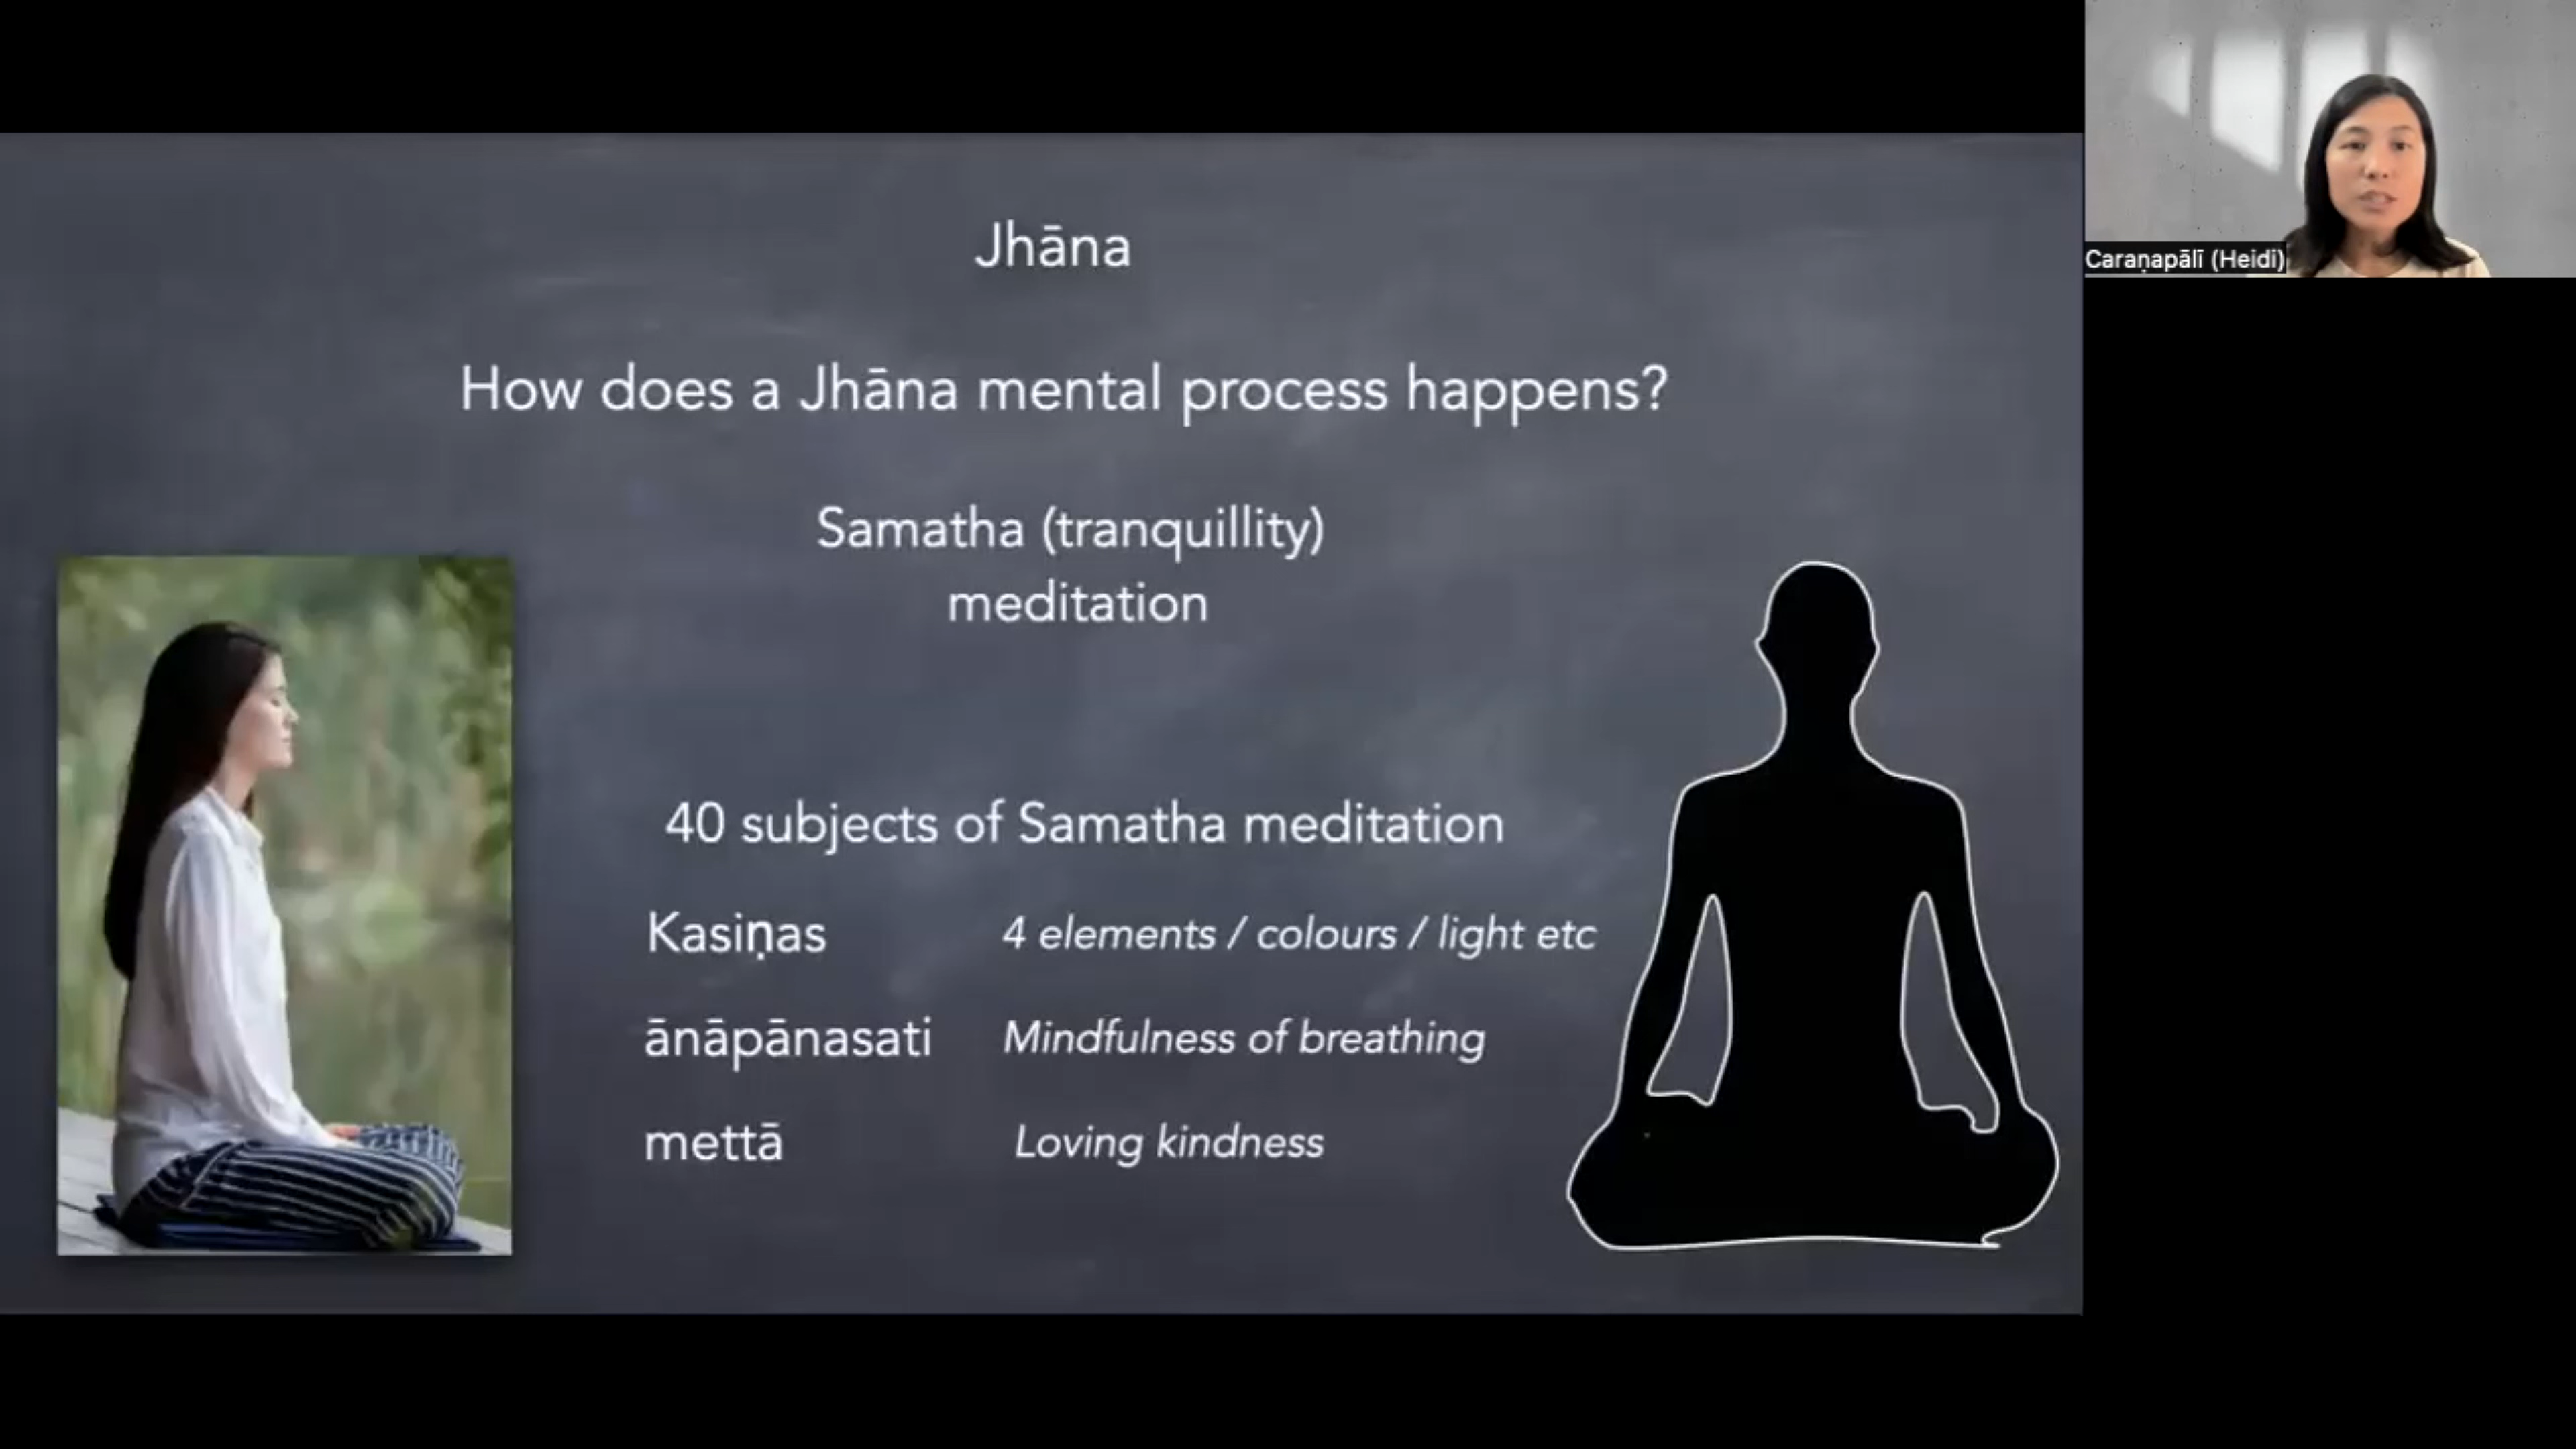 Jhāna
How does a Jhāna mental process happens?
Samatha (tranquillity)
meditation
40 subjects of Samatha meditation
Kasiṇas 4 elements / colours / light etc
ānāpānasati Mindfulness of breathing
mettā Loving kindness
Caraṇapālī (Heidi)